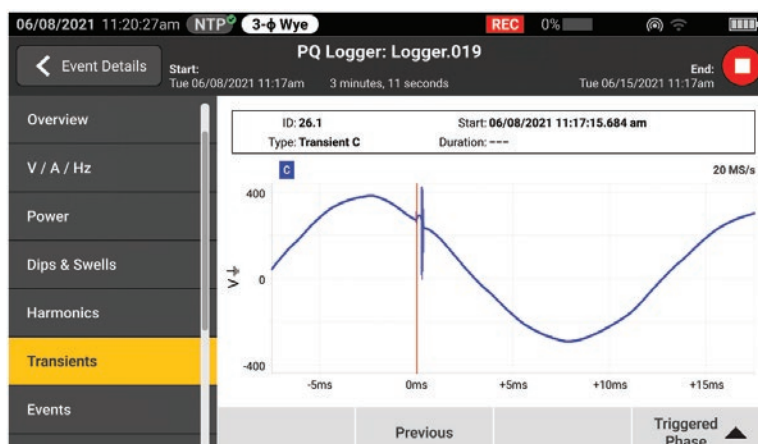 06/08/2021 11:20:27am NTP 3-ϕ Wye REC 0%
Event Details
PQ Logger: Logger.019
Start:
Tue 06/08/2021 11:17am
3 minutes, 11 seconds
End:
Tue 06/15/2021 11:17am
Overview
V / A / Hz
Power
Dips & Swells
Harmonics
Transients
Events
ID: 26.1 Start: 06/08/2021 11:17:15.684 am
Type: Transient C Duration: ---
C 20 MS/s
400
0
-400
V
-5ms 0ms +5ms +10ms +15ms
Previous
Triggered
Phase